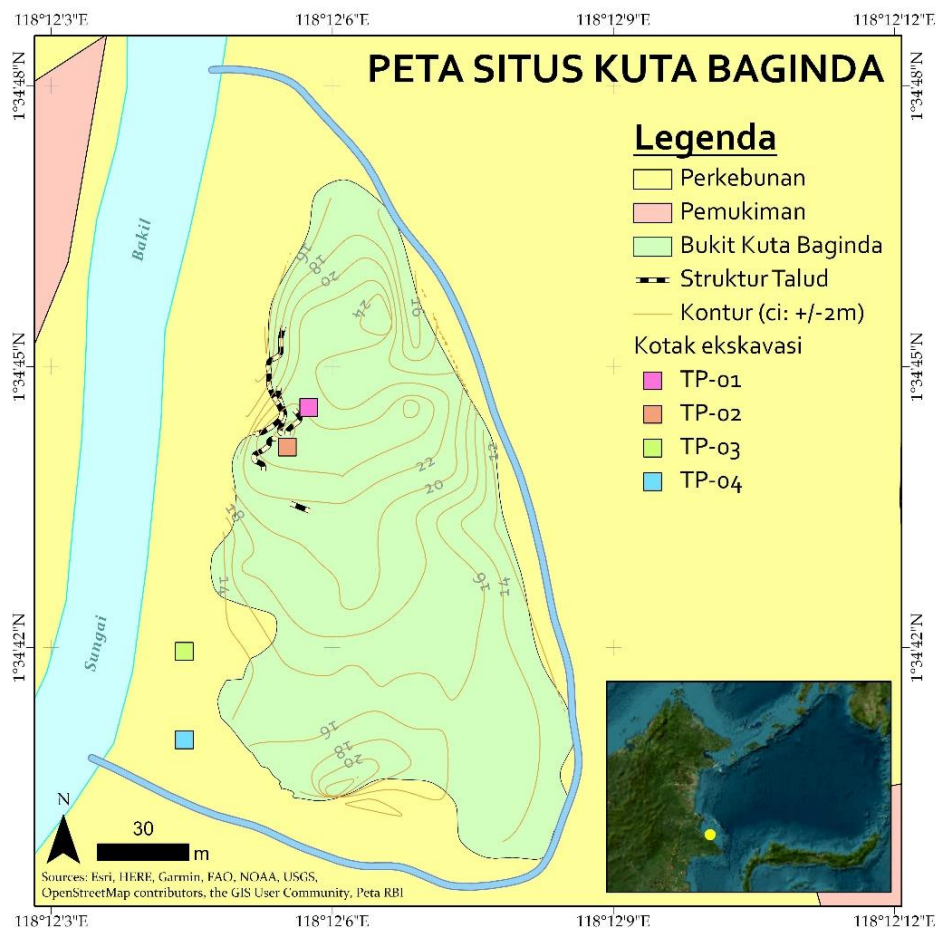 118°12'3"E 118°12'6"E 118°12'9"E 118°12'12"E
PETA SITUS KUTA BAGINDA
1°34'48"N 1°34'48"N
Legenda
Perkebunan
Pemukiman
Bukit Kuta Baginda
Struktur Talud
Kontur (ci: +/-2m)
Kotak ekskavasi
TP-01
TP-02
TP-03
TP-04
Bakil
16
18
20
24
16
1°34'45"N 1°34'45"N
12
22
20
18
14
16
14
Sungai
1°34'42"N 1°34'42"N
16
18
20
N
30
m
Sources: Esri, HERE, Garmin, FAO, NOAA, USGS,
OpenStreetMap contributors, the GIS User Community, Peta RBI
118°12'3"E 118°12'6"E 118°12'9"E 118°12'12"E